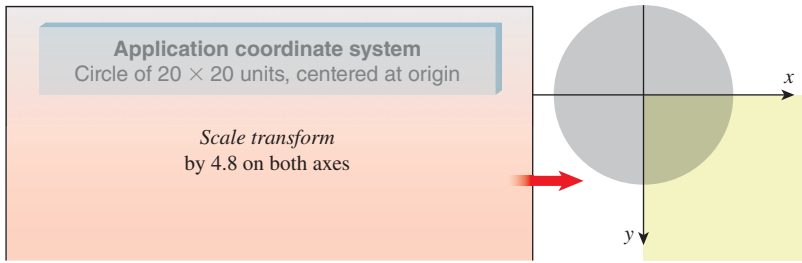 Application coordinate system
Circle of 20 × 20 units, centered at origin
Scale transform
by 4.8 on both axes
x
y